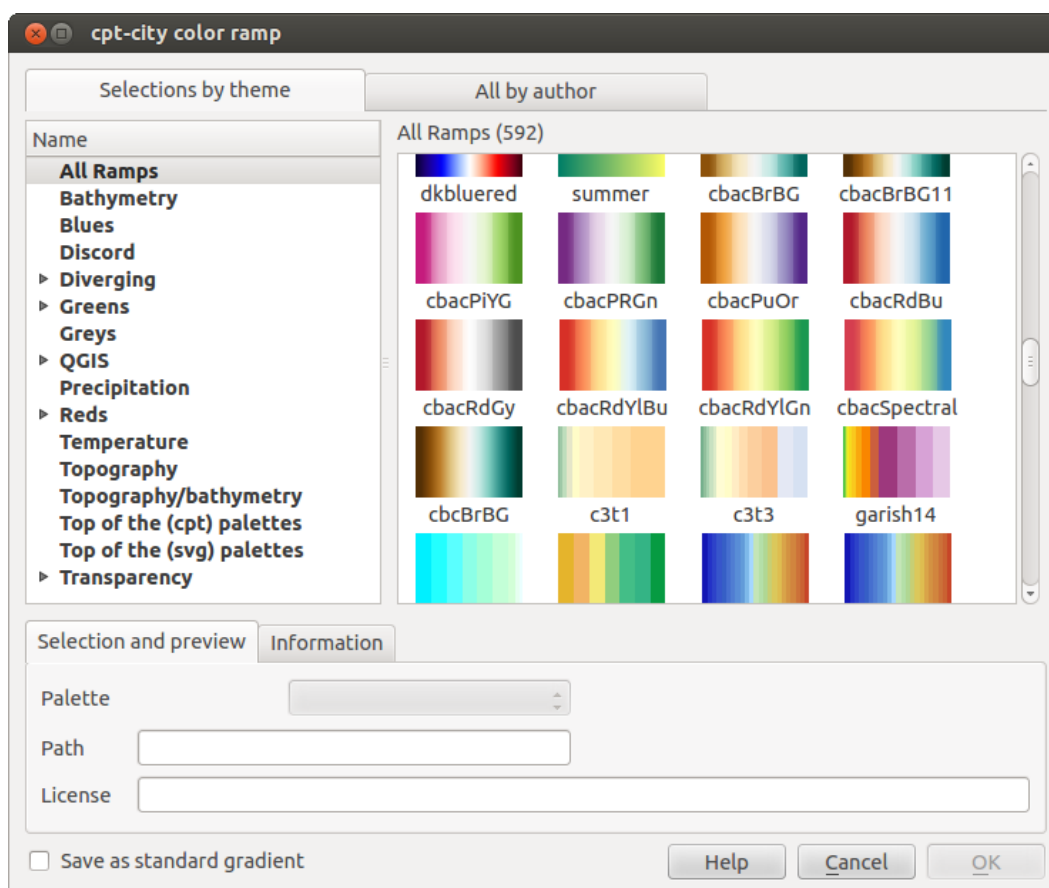 cpt-city color ramp
Selections by theme
All by author
Name
All Ramps
Bathymetry
Blues
Discord
Diverging
Greens
Greys
QGIS
Precipitation
Reds
Temperature
Topography
Topography/bathymetry
Top of the (cpt) palettes
Top of the (svg) palettes
Transparency
All Ramps (592)
dkbluered summer cbacBrBG cbacBrBG11
cbacPiYG cbacPRGn cbacPuOr cbacRdBu
cbacRdGy cbacRdYlBu cbacRdYlGn cbacSpectral
cbcBrBG c3t1 c3t3 garish14
Selection and preview
Information
Palette
Path
License
Save as standard gradient
Help Cancel OK